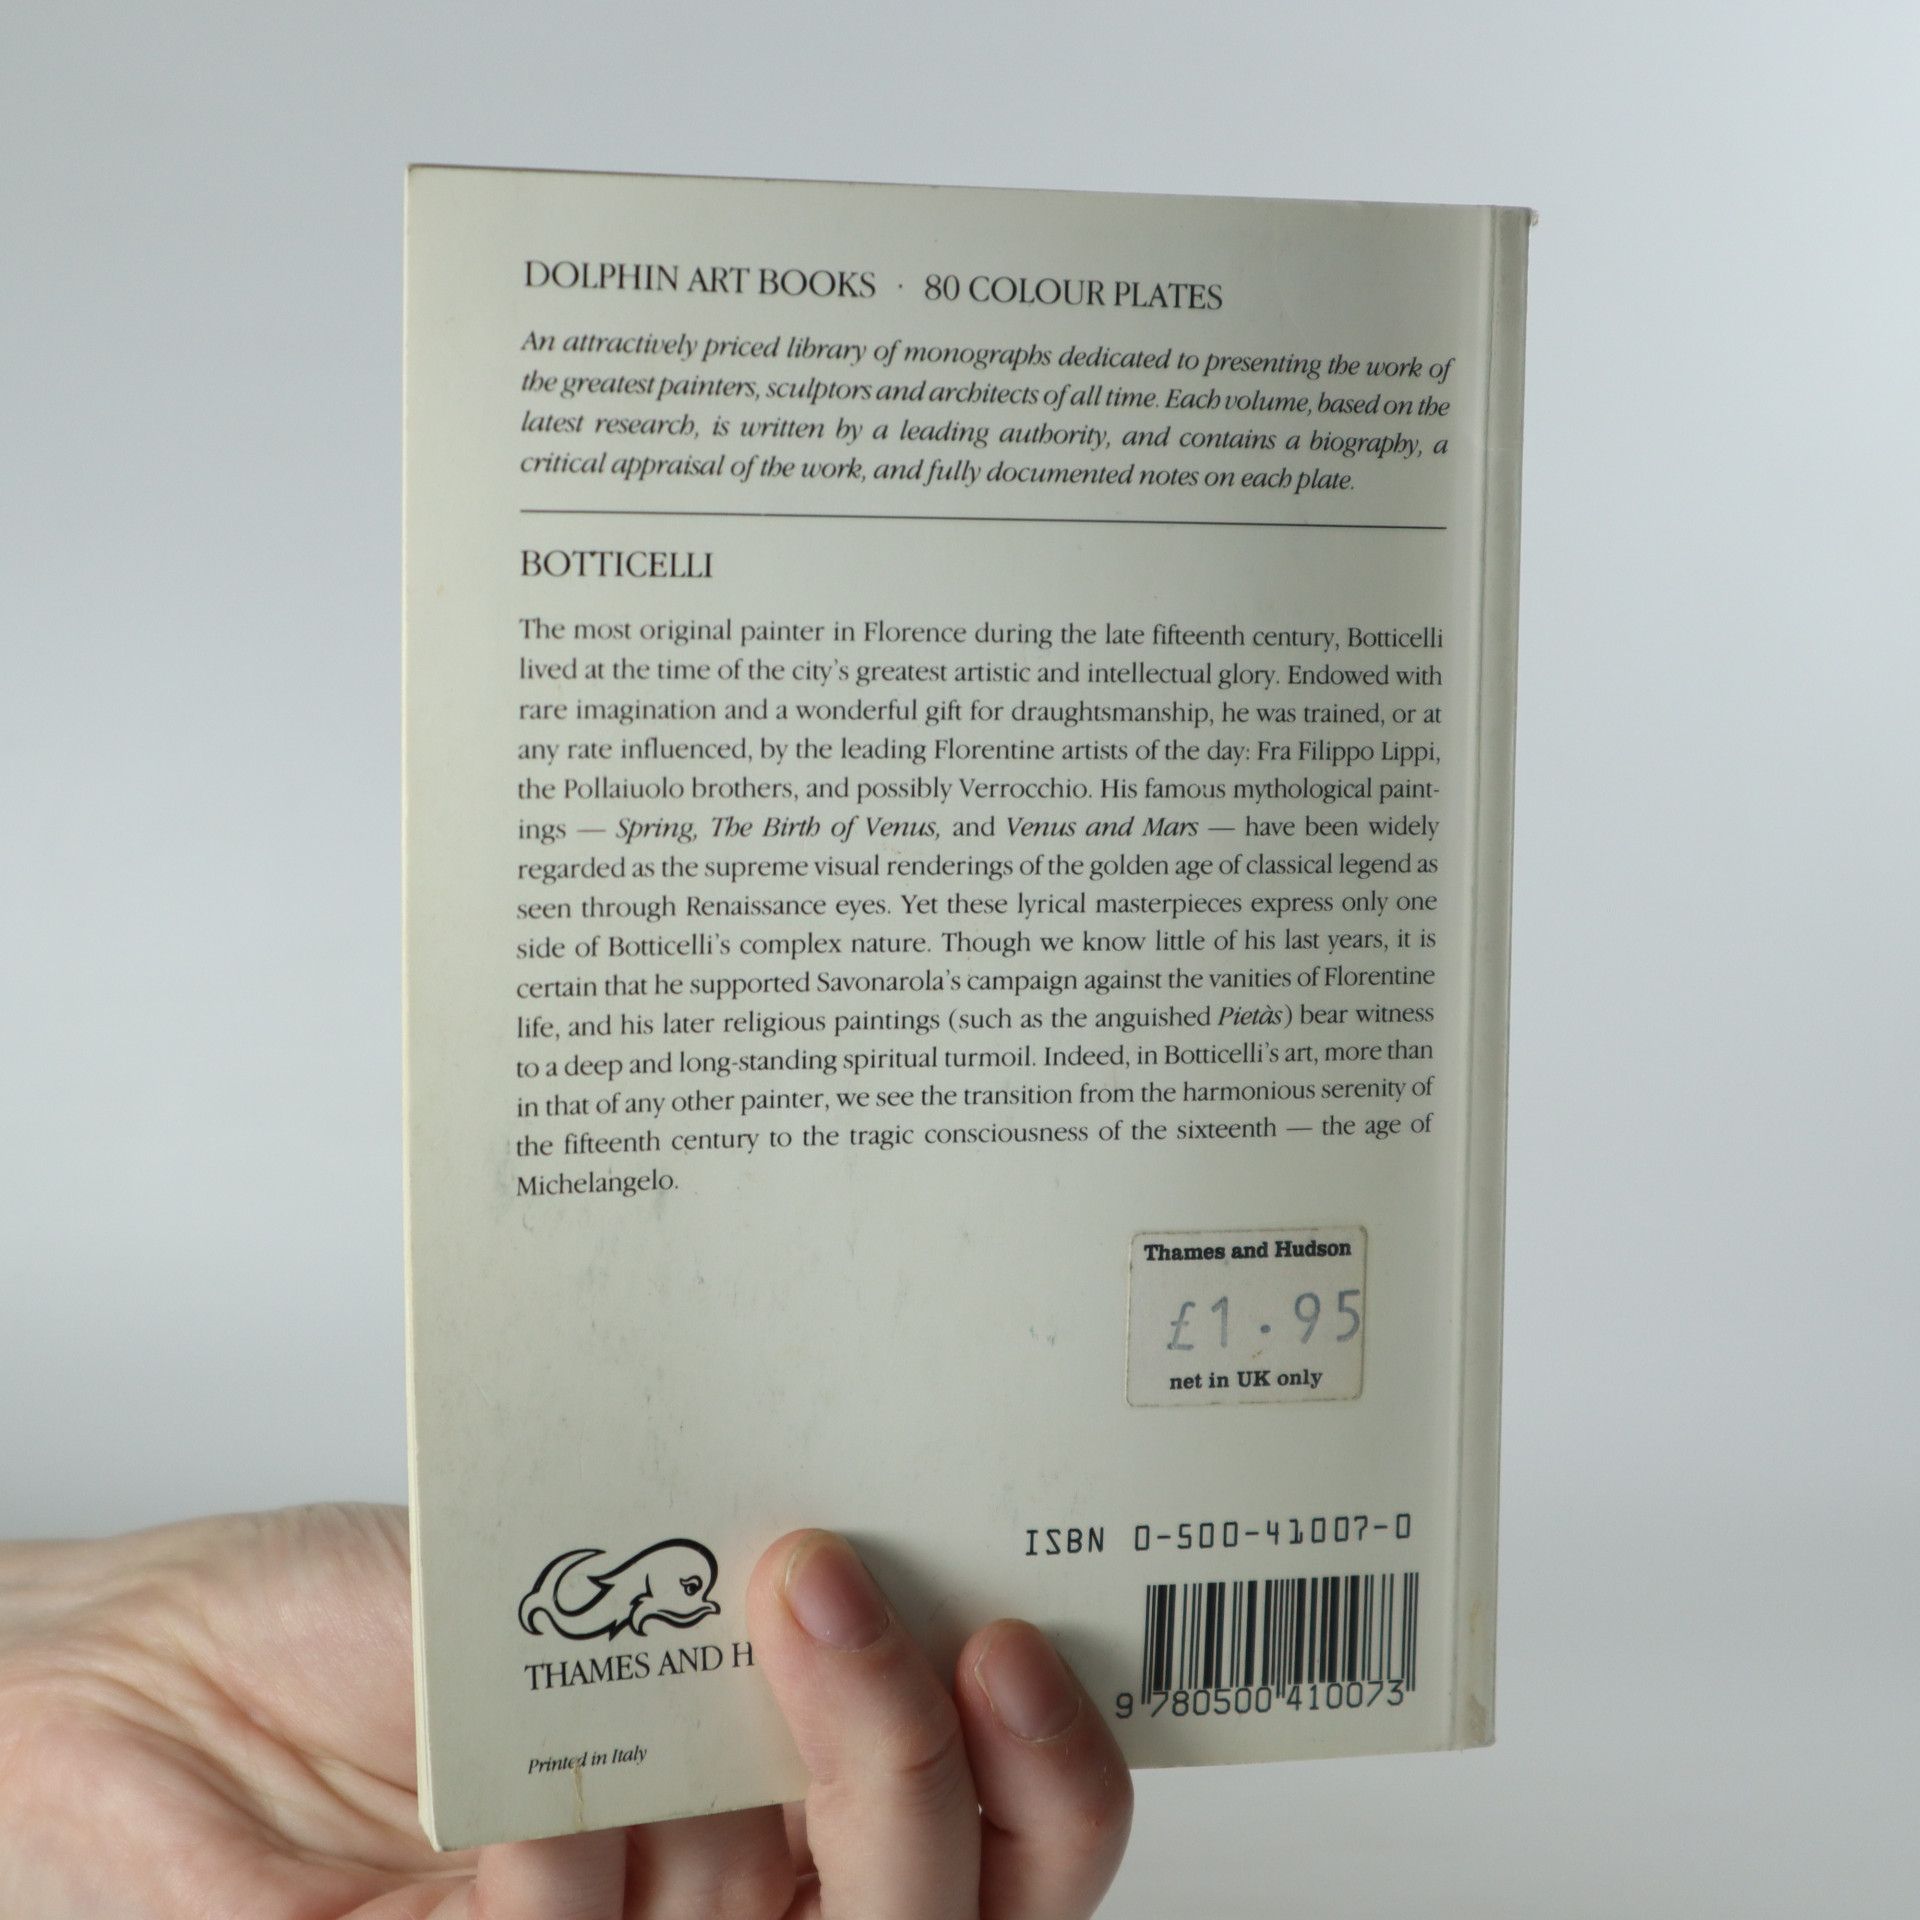 DOLPHIN ART BOOKS · 80 COLOUR PLATES
An attractively priced library of monographs dedicated to presenting the work of
the greatest painters, sculptors and architects of all time. Each volume, based on the
latest research, is written by a leading authority, and contains a biography, a
critical appraisal of the work, and fully documented notes on each plate.
BOTTICELLI
The most original painter in Florence during the late fifteenth century, Botticelli
lived at the time of the city's greatest artistic and intellectual glory. Endowed with
rare imagination and a wonderful gift for draughtsmanship, he was trained, or at
any rate influenced, by the leading Florentine artists of the day: Fra Filippo Lippi,
the Pollaiuolo brothers, and possibly Verrocchio. His famous mythological paint-
ings — Spring, The Birth of Venus, and Venus and Mars — have been widely
regarded as the supreme visual renderings of the golden age of classical legend as
seen through Renaissance eyes. Yet these lyrical masterpieces express only one
side of Botticelli's complex nature. Though we know little of his last years, it is
certain that he supported Savonarola's campaign against the vanities of Florentine
life, and his later religious paintings (such as the anguished Pietàs) bear witness
to a deep and long-standing spiritual turmoil. Indeed, in Botticelli's art, more than
in that of any other painter, we see the transition from the harmonious serenity of
the fifteenth century to the tragic consciousness of the sixteenth — the age of
Michelangelo.
Thames and Hudson
£1.95
net in UK only
ISBN 0-500-41007-0
9 780500 410073
THAMES AND H
Printed in Italy